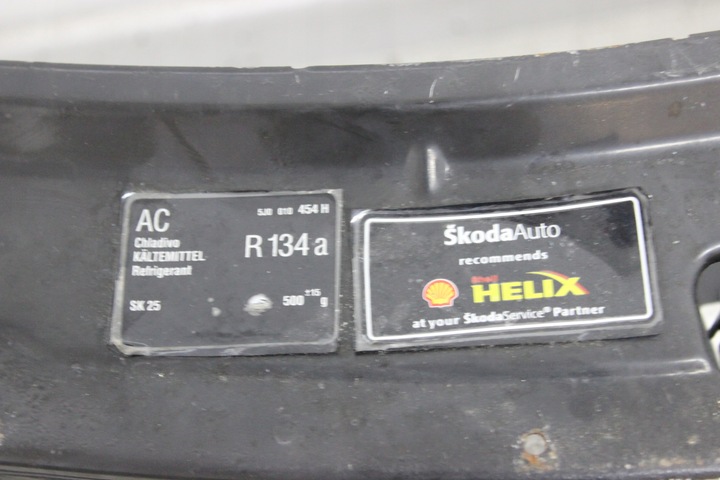 AC
5J0 010 454 H
Chladivo
KÄLTEMITTEL
Refrigerant
R 134 a
SK 25
500 ±15 g
ŠkodaAuto
recommends
Shell
HELIX
at your ŠkodaService® Partner